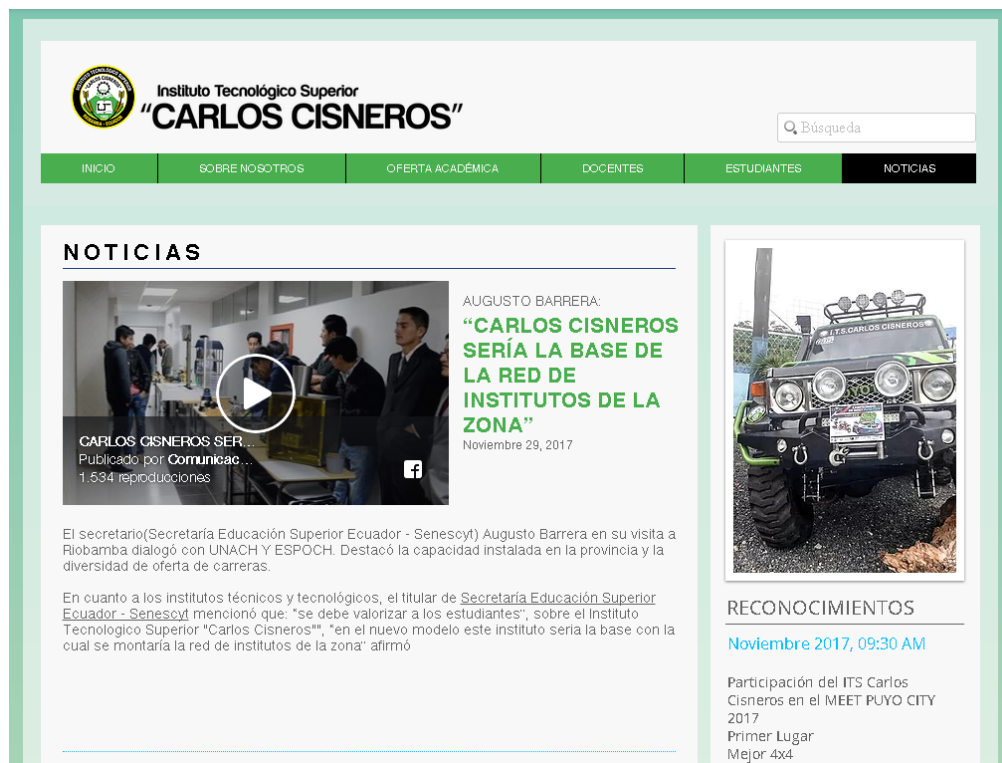 Instituto Tecnológico Superior
“CARLOS CISNEROS”
Búsqueda
INICIO
SOBRE NOSOTROS
OFERTA ACADÉMICA
DOCENTES
ESTUDIANTES
NOTICIAS
NOTICIAS
CARLOS CISNEROS SER...
Publicado por Comunicac...
1.534 reproducciones
AUGUSTO BARRERA:
“CARLOS CISNEROS
SERÍA LA BASE DE
LA RED DE
INSTITUTOS DE LA
ZONA”
Noviembre 29, 2017
El secretario(Secretaría Educación Superior Ecuador - Senescyt) Augusto Barrera en su visita a
Riobamba dialogó con UNACH Y ESPOCH. Destacó la capacidad instalada en la provincia y la
diversidad de oferta de carreras.
En cuanto a los institutos técnicos y tecnológicos, el titular de Secretaría Educación Superior
Ecuador - Senescyt mencionó que: "se debe valorizar a los estudiantes", sobre el Instituto
Tecnologico Superior "Carlos Cisneros"", "en el nuevo modelo este instituto seria la base con la
cual se montaría la red de institutos de la zona" afirmó
I.T.S.CARLOS CISNEROS
RECONOCIMIENTOS
Noviembre 2017, 09:30 AM
Participación del ITS Carlos
Cisneros en el MEET PUYO CITY
2017
Primer Lugar
Mejor 4x4